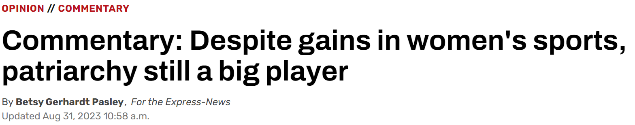 OPINION // COMMENTARY
Commentary: Despite gains in women's sports,
patriarchy still a big player
By Betsy Gerhardt Pasley, For the Express-News
Updated Aug 31, 2023 10:58 a.m.